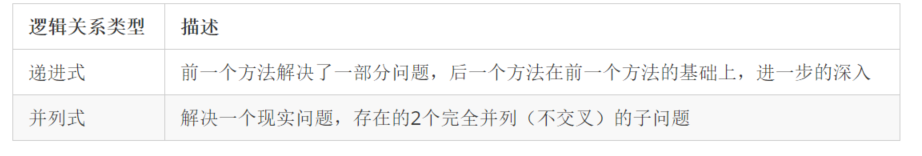 逻辑关系类型 描述
递进式 前一个方法解决了一部分问题，后一个方法在前一个方法的基础上，进一步的深入
并列式 解决一个现实问题，存在的2个完全并列（不交叉）的子问题